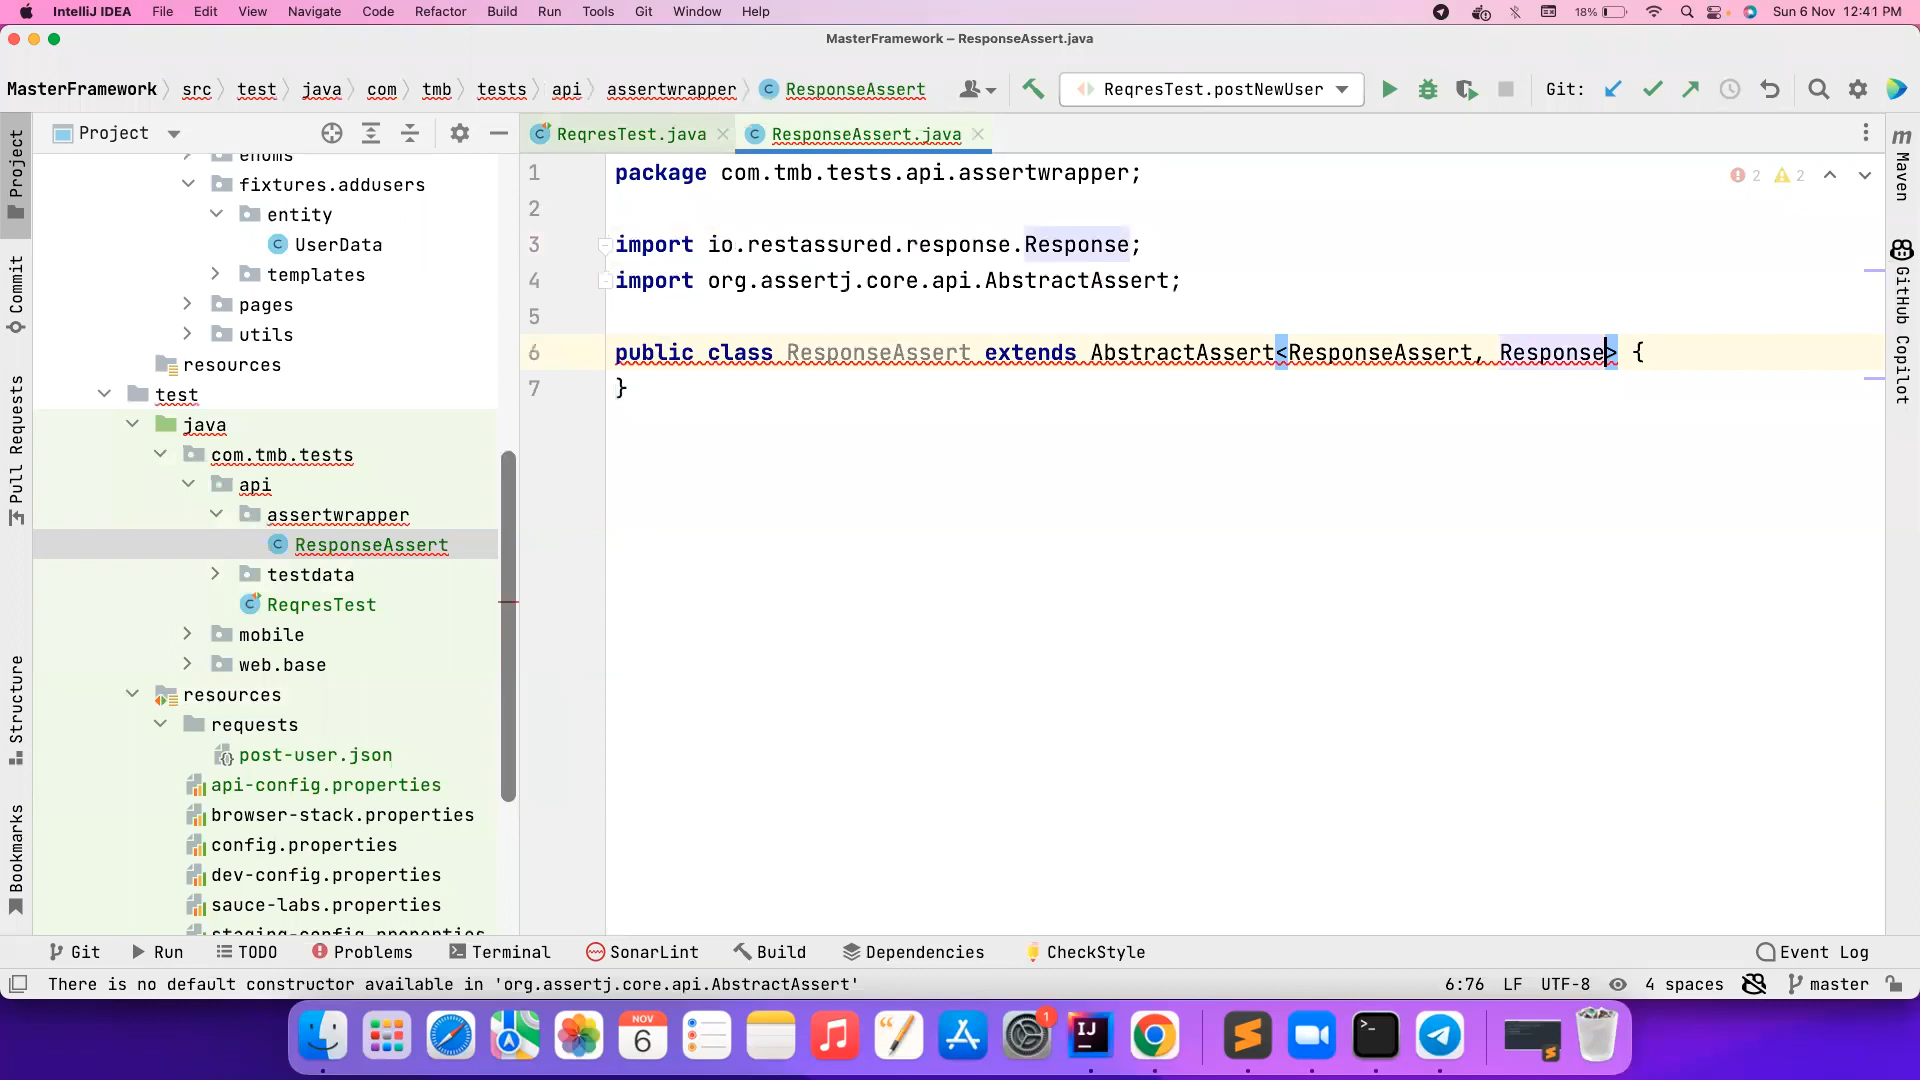 IntelliJ IDEA File Edit View Navigate Code Refactor Build Run Tools Git Window Help 18% Sun 6 Nov 12:41 PM
MasterFramework – ResponseAssert.java
MasterFramework src test java com tmb tests api assertwrapper ResponseAssert ReqresTest.postNewUser Git:
Project
ReqresTest.java ResponseAssert.java
enums
fixtures.addusers
entity
UserData
templates
pages
utils
resources
test
java
com.tmb.tests
api
assertwrapper
ResponseAssert
testdata
ReqresTest
mobile
web.base
resources
requests
post-user.json
api-config.properties
browser-stack.properties
config.properties
dev-config.properties
sauce-labs.properties
staging-config.properties
1 package com.tmb.tests.api.assertwrapper;
2
3 import io.restassured.response.Response;
4 import org.assertj.core.api.AbstractAssert;
5
6 public class ResponseAssert extends AbstractAssert<ResponseAssert, Response> {
7 }
2 2
Project
Commit
Pull Requests
Structure
Bookmarks
m Maven
GitHub Copilot
Git Run TODO Problems Terminal SonarLint Build Dependencies CheckStyle Event Log
There is no default constructor available in 'org.assertj.core.api.AbstractAssert' 6:76 LF UTF-8 4 spaces master
NOV
6
1
IJ